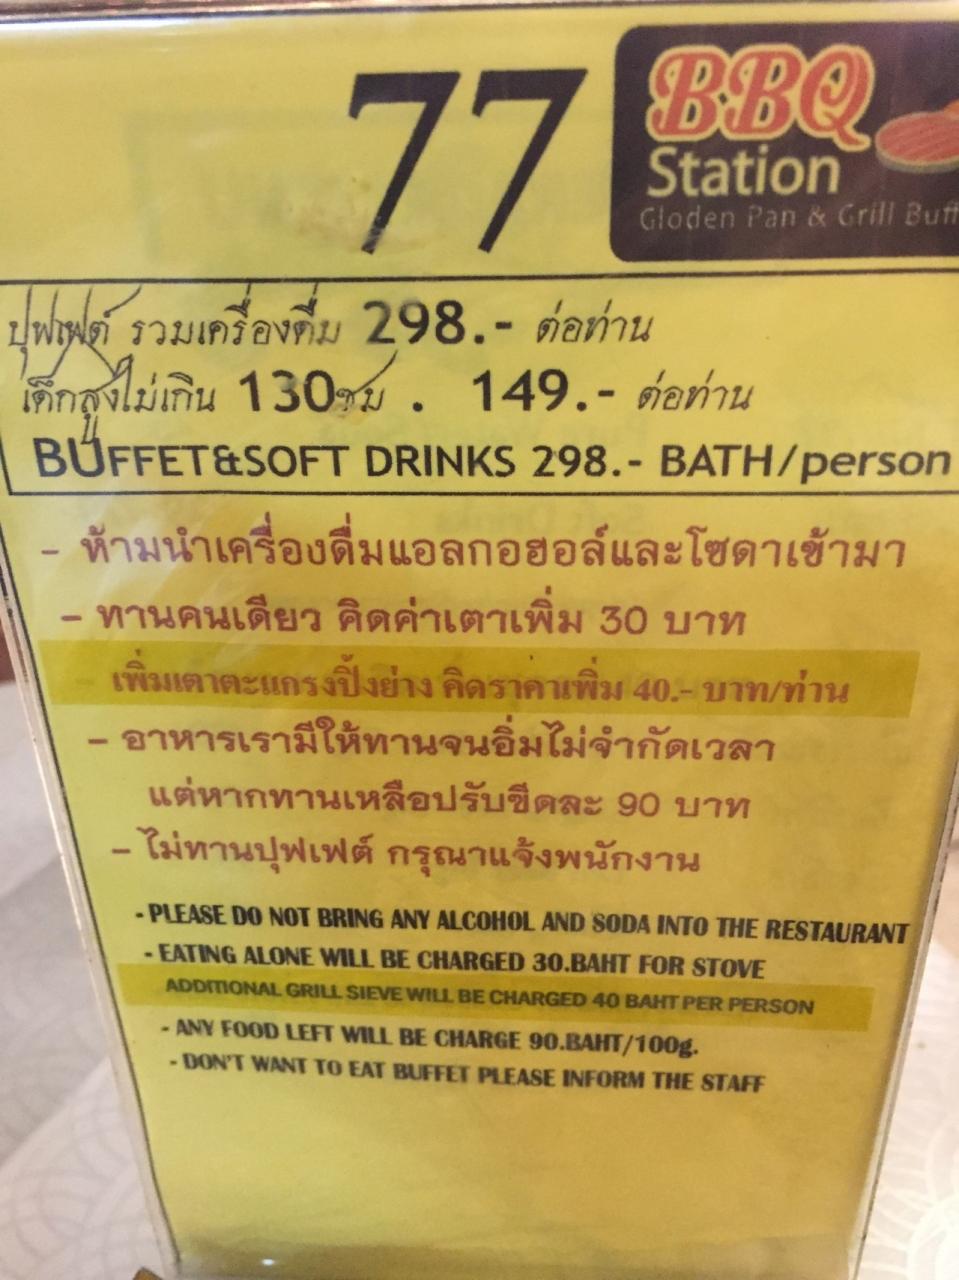 77
BBQ
Station
Gloden Pan & Grill Buff
ปุฟเฟต์ รวมเครื่องดื่ม 298.- ต่อท่าน
เด็กสูงไม่เกิน 130ซม . 149.- ต่อท่าน
BUFFET&SOFT DRINKS 298.- BATH/person
- ห้ามนำเครื่องดื่มแอลกอฮอล์และโซดาเข้ามา
- ทานคนเดียว คิดค่าเตาเพิ่ม 30 บาท
- เพิ่มเตาตะแกรงปิ้งย่าง คิดราคาเพิ่ม 40.- บาท/ท่าน
- อาหารเรามีให้ทานจนอิ่มไม่จำกัดเวลา
แต่หากทานเหลือปรับขีดละ 90 บาท
- ไม่ทานปุฟเฟต์ กรุณาแจ้งพนักงาน
- PLEASE DO NOT BRING ANY ALCOHOL AND SODA INTO THE RESTAURANT
- EATING ALONE WILL BE CHARGED 30.BAHT FOR STOVE
ADDITIONAL GRILL SIEVE WILL BE CHARGED 40 BAHT PER PERSON
- ANY FOOD LEFT WILL BE CHARGE 90.BAHT/100g.
- DON'T WANT TO EAT BUFFET PLEASE INFORM THE STAFF